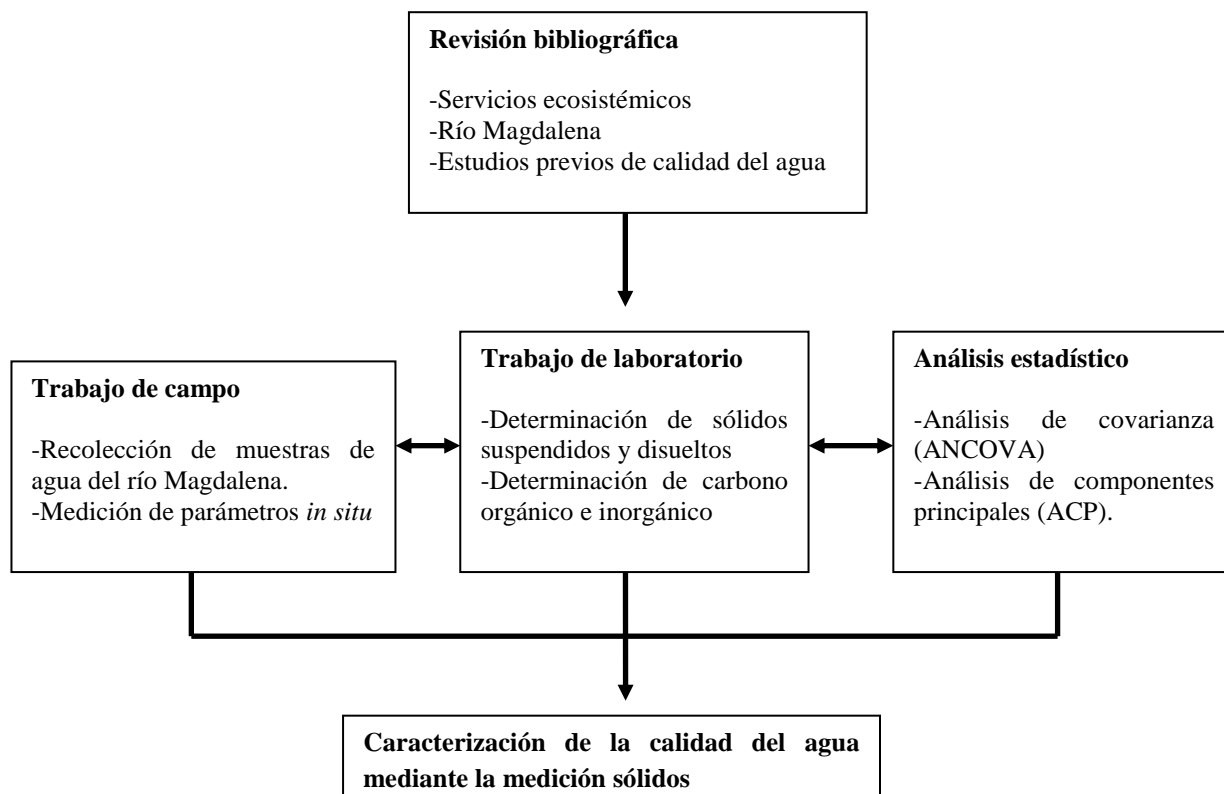 Revisión bibliográfica
-Servicios ecosistémicos
-Río Magdalena
-Estudios previos de calidad del agua
Trabajo de campo
-Recolección de muestras de
agua del río Magdalena.
-Medición de parámetros in situ
Trabajo de laboratorio
-Determinación de sólidos
suspendidos y disueltos
-Determinación de carbono
orgánico e inorgánico
Análisis estadístico
-Análisis de covarianza
(ANCOVA)
-Análisis de componentes
principales (ACP).
Caracterización de la calidad del agua
mediante la medición sólidos